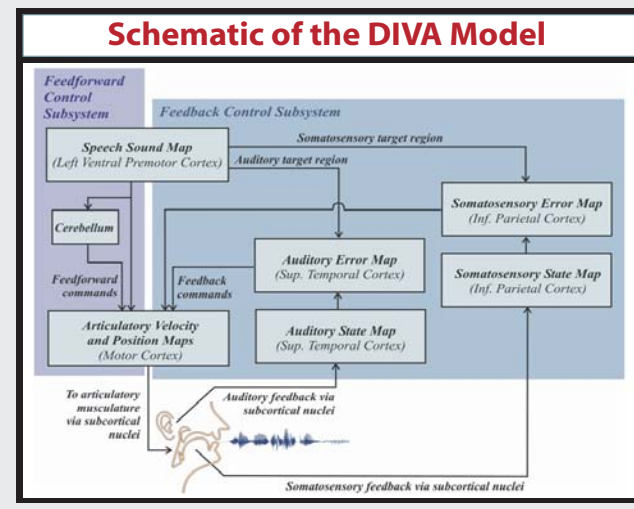 Schematic of the DIVA Model
Feedforward
Control
Subsystem
Feedback Control Subsystem
Speech Sound Map
(Left Ventral Premotor Cortex)
Somatosensory target region
Auditory target region
Cerebellum
Somatosensory Error Map
(Inf. Parietal Cortex)
Auditory Error Map
(Sup. Temporal Cortex)
Somatosensory State Map
(Inf. Parietal Cortex)
Feedforward
commands
Feedback
commands
Articulatory Velocity
and Position Maps
(Motor Cortex)
Auditory State Map
(Sup. Temporal Cortex)
To articulatory
musculature
via subcortical
nuclei
Auditory feedback via
subcortical nuclei
Somatosensory feedback via subcortical nuclei